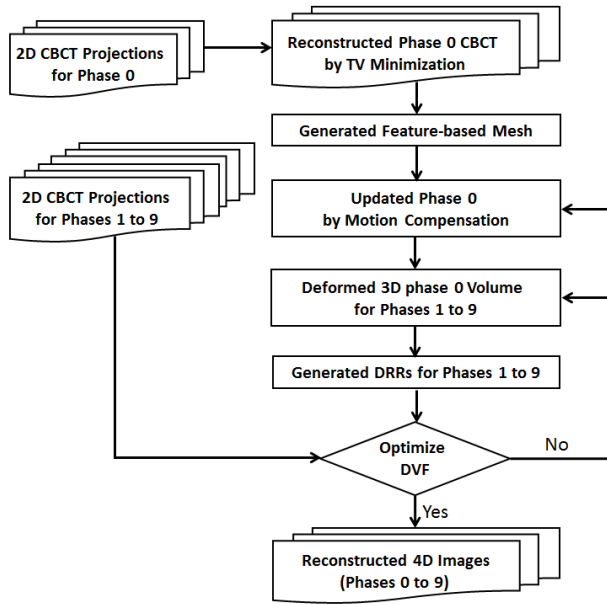 2D CBCT Projections
for Phase 0
Reconstructed Phase 0 CBCT
by TV Minimization
Generated Feature-based Mesh
2D CBCT Projections
for Phases 1 to 9
Updated Phase 0
by Motion Compensation
Deformed 3D phase 0 Volume
for Phases 1 to 9
Generated DRRs for Phases 1 to 9
Optimize
DVF
No
Yes
Reconstructed 4D Images
(Phases 0 to 9)